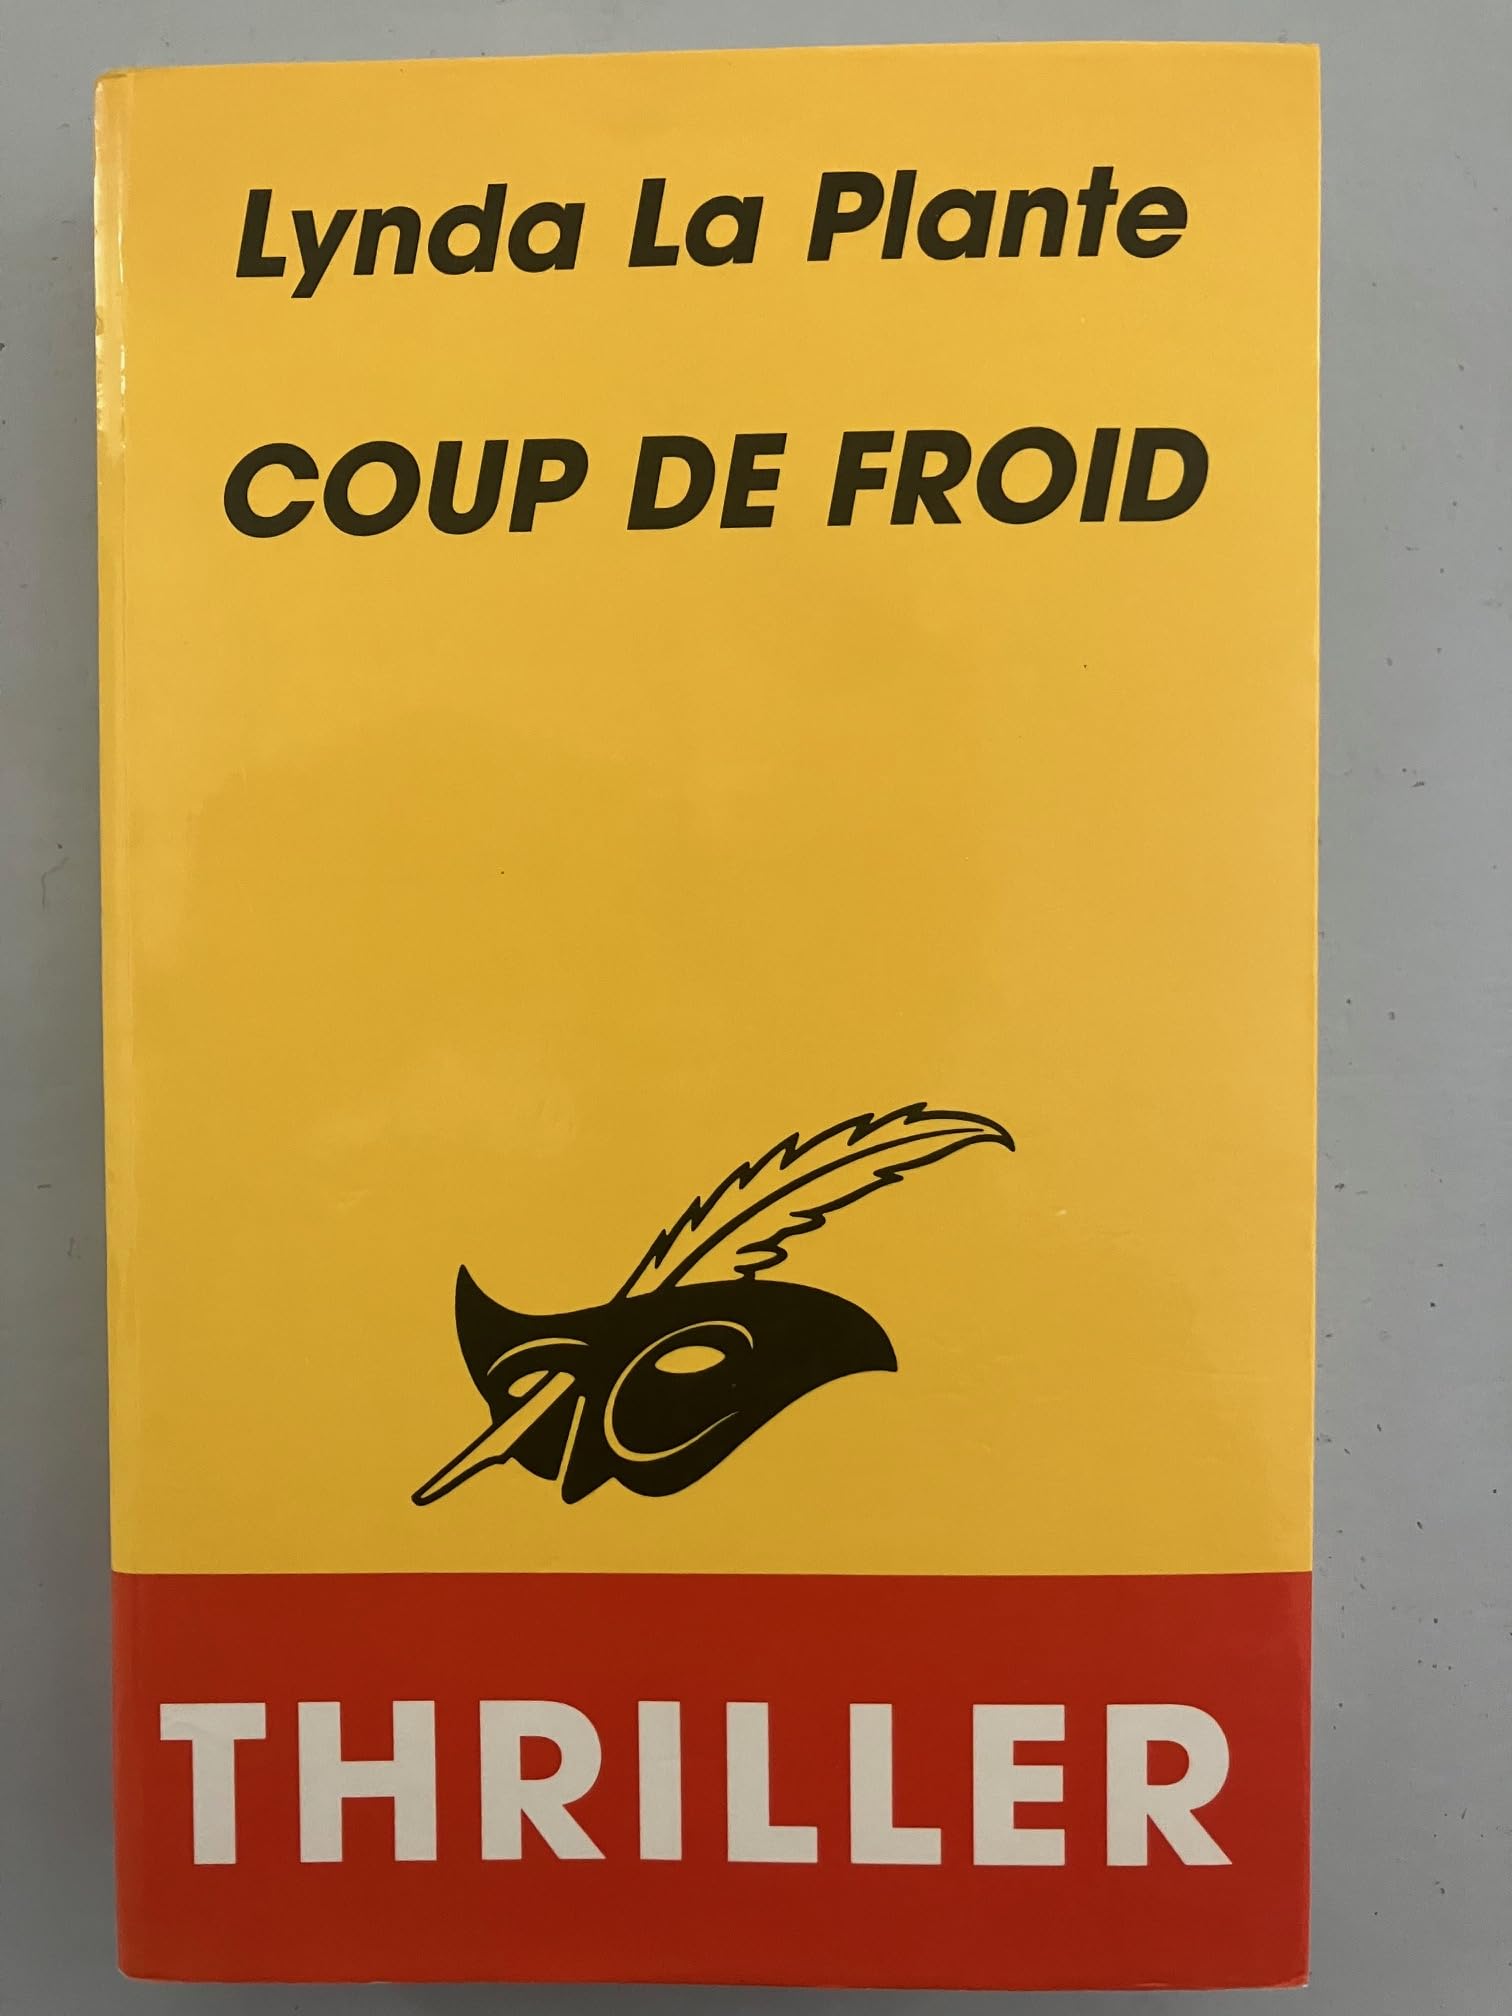 Lynda La Plante
COUP DE FROID
THRILLER